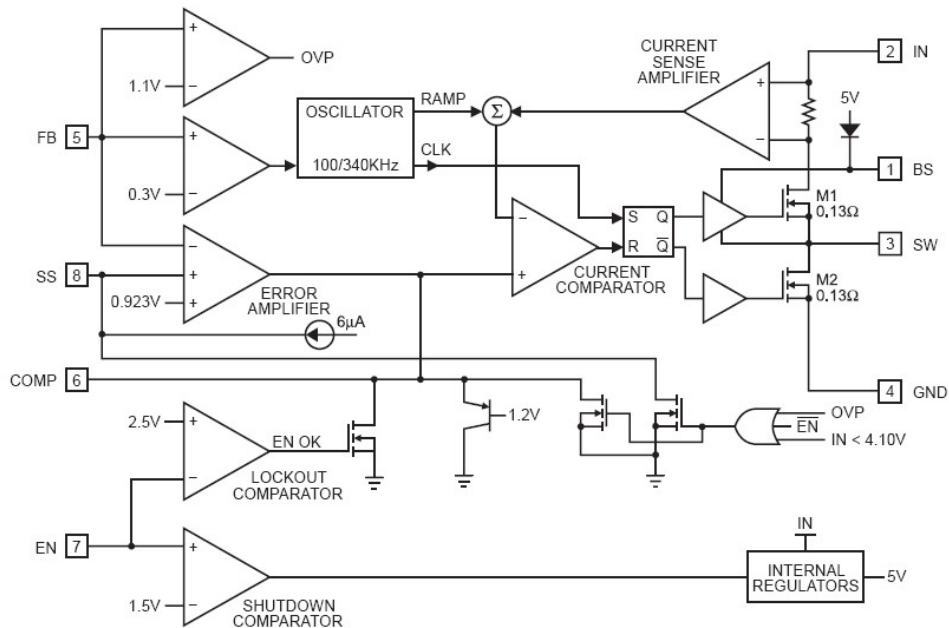 +
OVP
1.1V
−
CURRENT
SENSE
AMPLIFIER
2
IN
+
−
5V
OSCILLATOR
100/340KHz
RAMP
Σ
CLK
FB
5
+
0.3V
−
1
BS
M1
0.13Ω
S
Q
R
Q̅
−
+
CURRENT
COMPARATOR
3
SW
M2
0.13Ω
SS
8
−
+
0.923V
+
ERROR
AMPLIFIER
6µA
COMP
6
4
GND
1.2V
OVP
E̅N̅
IN < 4.10V
2.5V
+
EN OK
−
LOCKOUT
COMPARATOR
EN
7
+
1.5V
−
SHUTDOWN
COMPARATOR
IN
INTERNAL
REGULATORS
5V